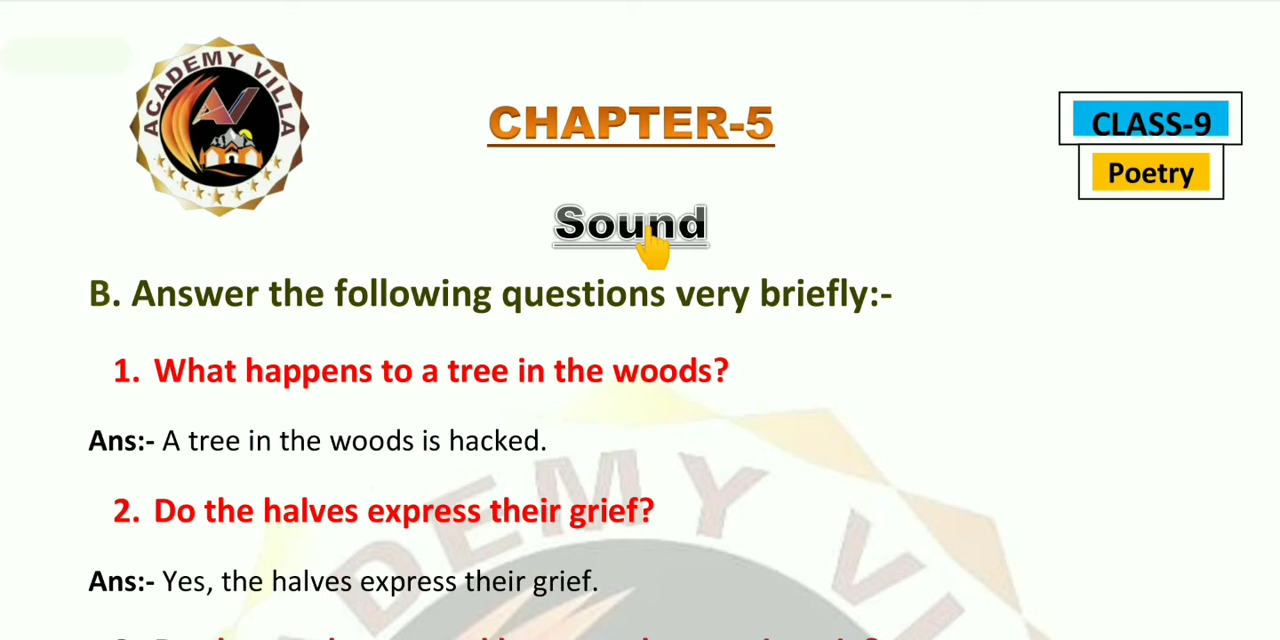 ACADEMY VILLA
CHAPTER-5
CLASS-9
Poetry
Sound
B. Answer the following questions very briefly:-
1. What happens to a tree in the woods?
Ans:- A tree in the woods is hacked.
2. Do the halves express their grief?
Ans:- Yes, the halves express their grief.